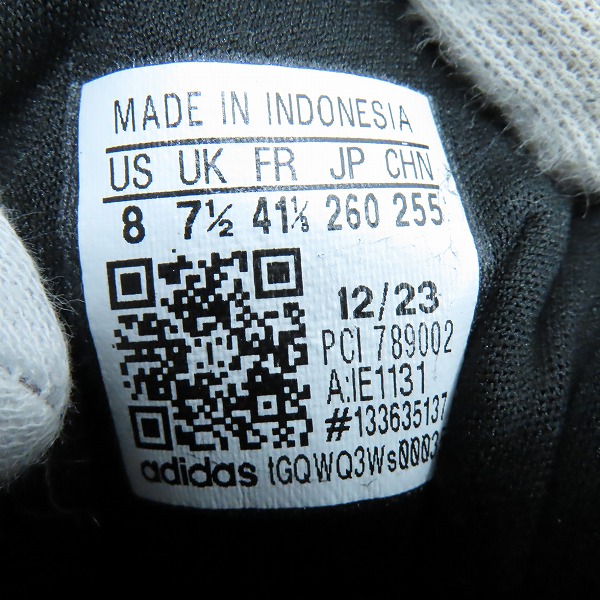 MADE IN INDONESIA
US UK FR JP CHN
8 7½ 41⅓ 260 255
12/23
PCI 789002
A:IE1131
#133635137
adidas tGQWQ3Ws0003